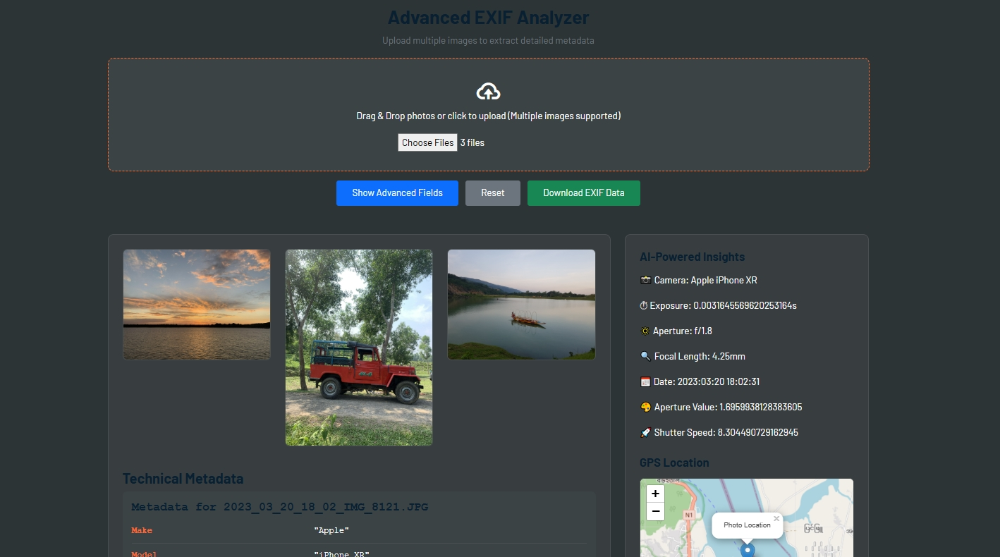 Advanced EXIF Analyzer
Upload multiple images to extract detailed metadata
Drag & Drop photos or click to upload (Multiple images supported)
Choose Files 3 files
Show Advanced Fields
Reset
Download EXIF Data
Technical Metadata
Metadata for 2023_03_20_18_02_IMG_8121.JPG
Make "Apple"
Model "iPhone XR"
AI-Powered Insights
📸 Camera: Apple iPhone XR
⏱ Exposure: 0.0031645569620253164s
🔅 Aperture: f/1.8
🔍 Focal Length: 4.25mm
📅 Date: 2023:03:20 18:02:31
🎨 Aperture Value: 1.6959938128383605
🚀 Shutter Speed: 8.304490729162945
GPS Location
+
−
N1
Photo Location
×